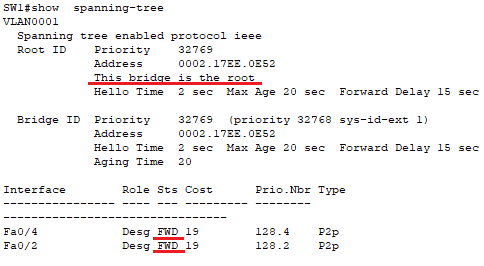 SW1#show  spanning-tree
VLAN0001
  Spanning tree enabled protocol ieee
  Root ID    Priority    32769
             Address     0002.17EE.0E52
             This bridge is the root
             Hello Time  2 sec  Max Age 20 sec  Forward Delay 15 sec

  Bridge ID  Priority    32769  (priority 32768 sys-id-ext 1)
             Address     0002.17EE.0E52
             Hello Time  2 sec  Max Age 20 sec  Forward Delay 15 sec
             Aging Time  20

Interface        Role Sts Cost      Prio.Nbr Type
---------------- ---- --- --------- -------- 
--------------------------------
Fa0/4            Desg FWD 19        128.4    P2p
Fa0/2            Desg FWD 19        128.2    P2p